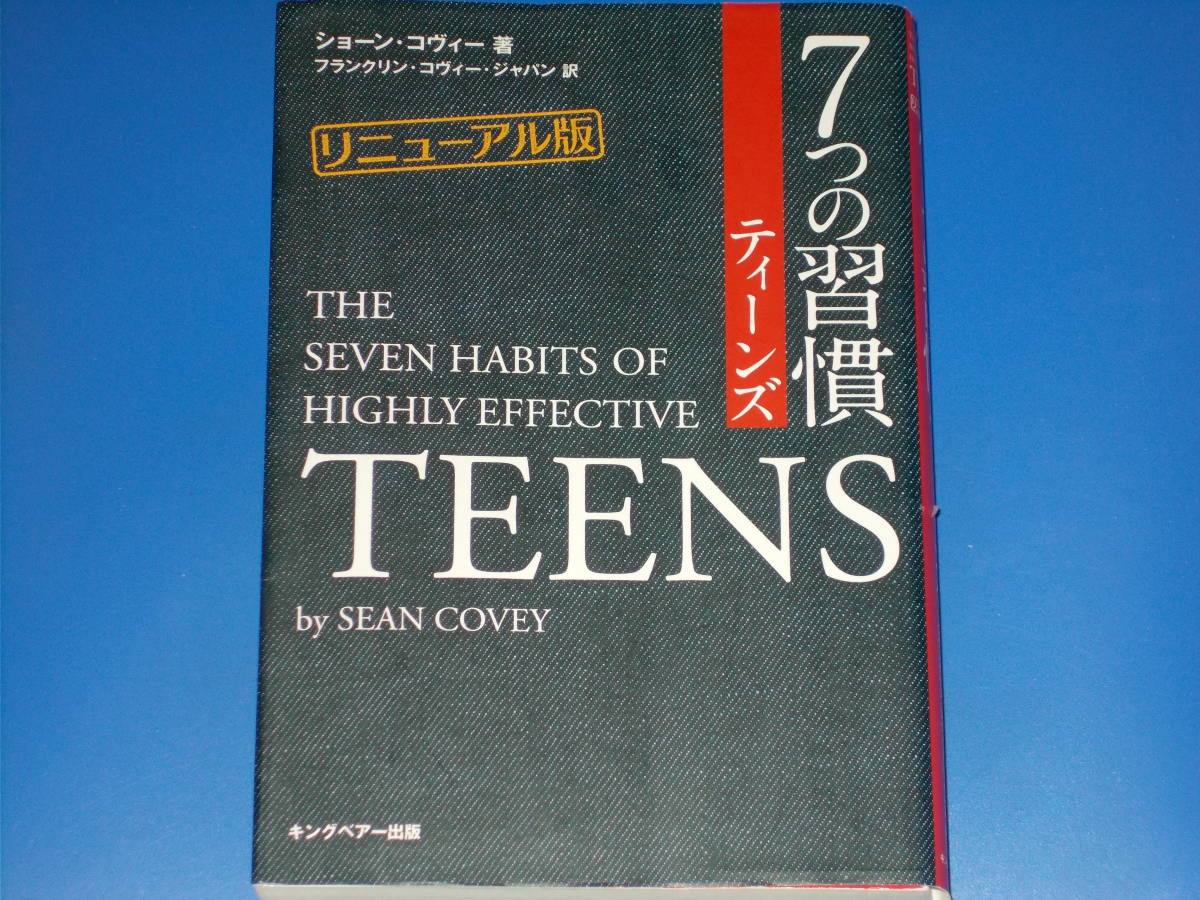 ショーン・コヴィー 著
フランクリン・コヴィー・ジャパン 訳
リニューアル版
7つの習慣
ティーンズ
THE
SEVEN HABITS OF
HIGHLY EFFECTIVE
TEENS
by SEAN COVEY
キングベアー出版